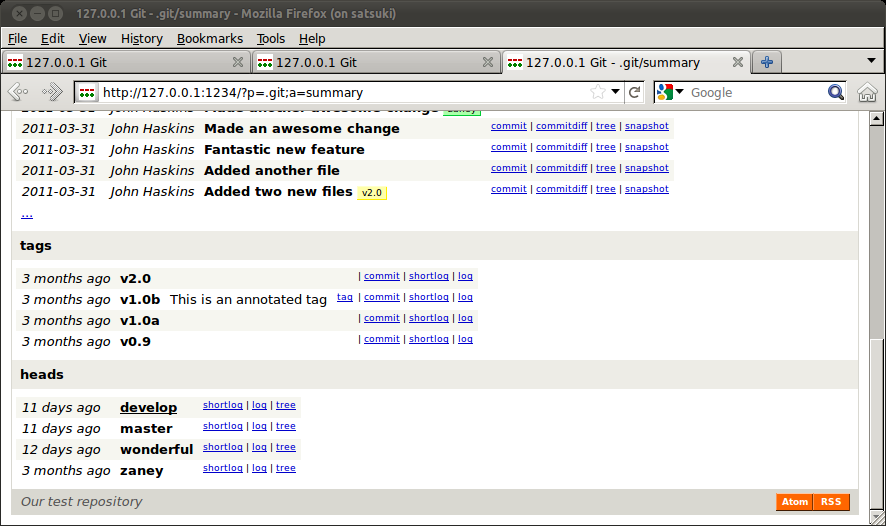 127.0.0.1 Git - .git/summary - Mozilla Firefox (on satsuki)
File Edit View History Bookmarks Tools Help
127.0.0.1 Git 127.0.0.1 Git 127.0.0.1 Git - .git/summary
http://127.0.0.1:1234/?p=.git;a=summary Google
2011-03-31 John Haskins Made an awesome change commit | commitdiff | tree | snapshot
2011-03-31 John Haskins Fantastic new feature commit | commitdiff | tree | snapshot
2011-03-31 John Haskins Added another file commit | commitdiff | tree | snapshot
2011-03-31 John Haskins Added two new files v2.0 commit | commitdiff | tree | snapshot
...
tags
3 months ago v2.0 | commit | shortlog | log
3 months ago v1.0b This is an annotated tag tag | commit | shortlog | log
3 months ago v1.0a | commit | shortlog | log
3 months ago v0.9 | commit | shortlog | log
heads
11 days ago develop shortlog | log | tree
11 days ago master shortlog | log | tree
12 days ago wonderful shortlog | log | tree
3 months ago zaney shortlog | log | tree
Our test repository Atom RSS